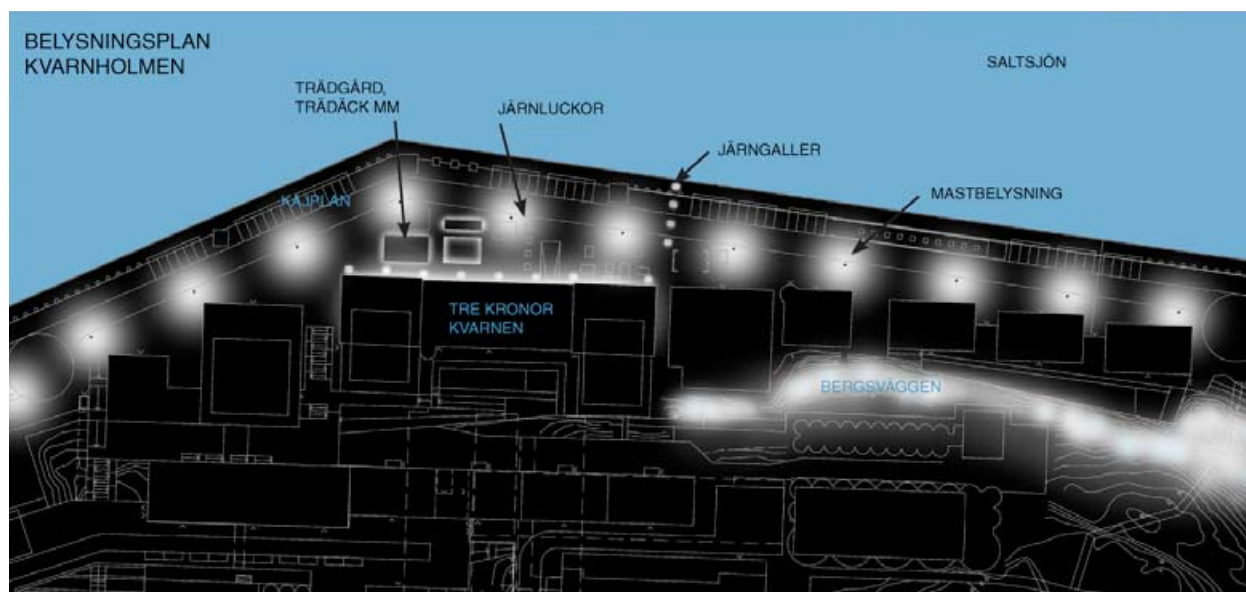 BELYSNINGSPLAN
KVARNHOLMEN
SALTSJÖN
TRÄDGÅRD,
TRÄDÄCK MM
JÄRNLUCKOR
JÄRNGALLER
MASTBELYSNING
KAJPLAN
TRE KRONOR
KVARNEN
BERGSVÄGGEN